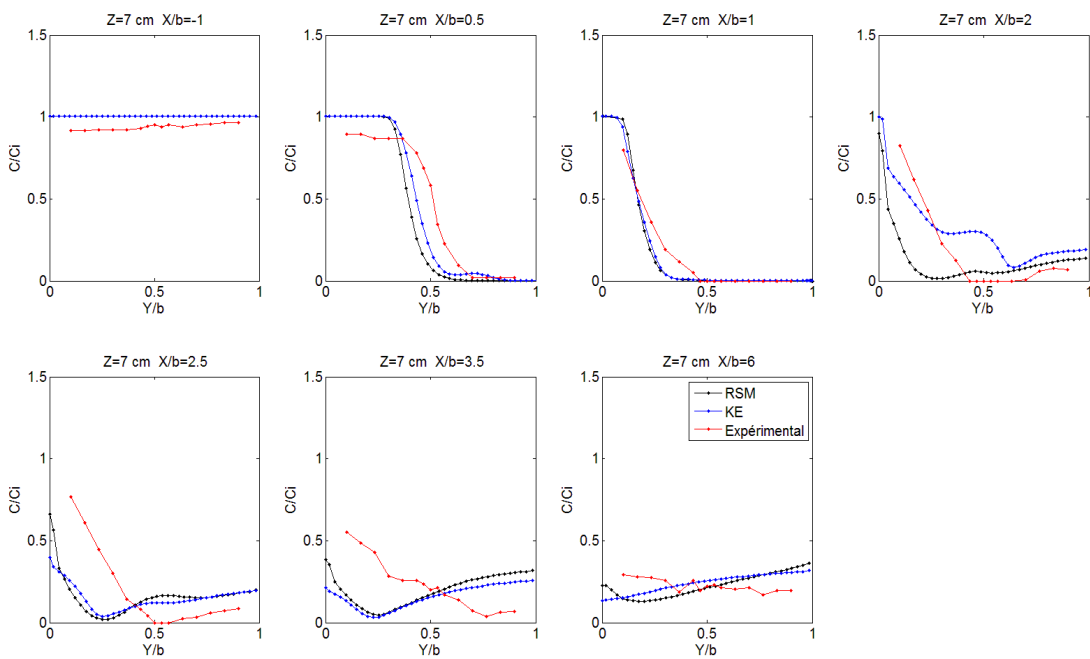 Z=7 cm X/b=-1
1.5
1
0.5
0
C/Ci
0 0.5 1
Y/b
Z=7 cm X/b=0.5
1.5
1
0.5
0
C/Ci
0 0.5 1
Y/b
Z=7 cm X/b=1
1.5
1
0.5
0
C/Ci
0 0.5 1
Y/b
Z=7 cm X/b=2
1.5
1
0.5
0
C/Ci
0 0.5 1
Y/b
Z=7 cm X/b=2.5
1.5
1
0.5
0
C/Ci
0 0.5 1
Y/b
Z=7 cm X/b=3.5
1.5
1
0.5
0
C/Ci
0 0.5 1
Y/b
Z=7 cm X/b=6
1.5
1
0.5
0
C/Ci
RSM
KE
Expérimental
0 0.5 1
Y/b